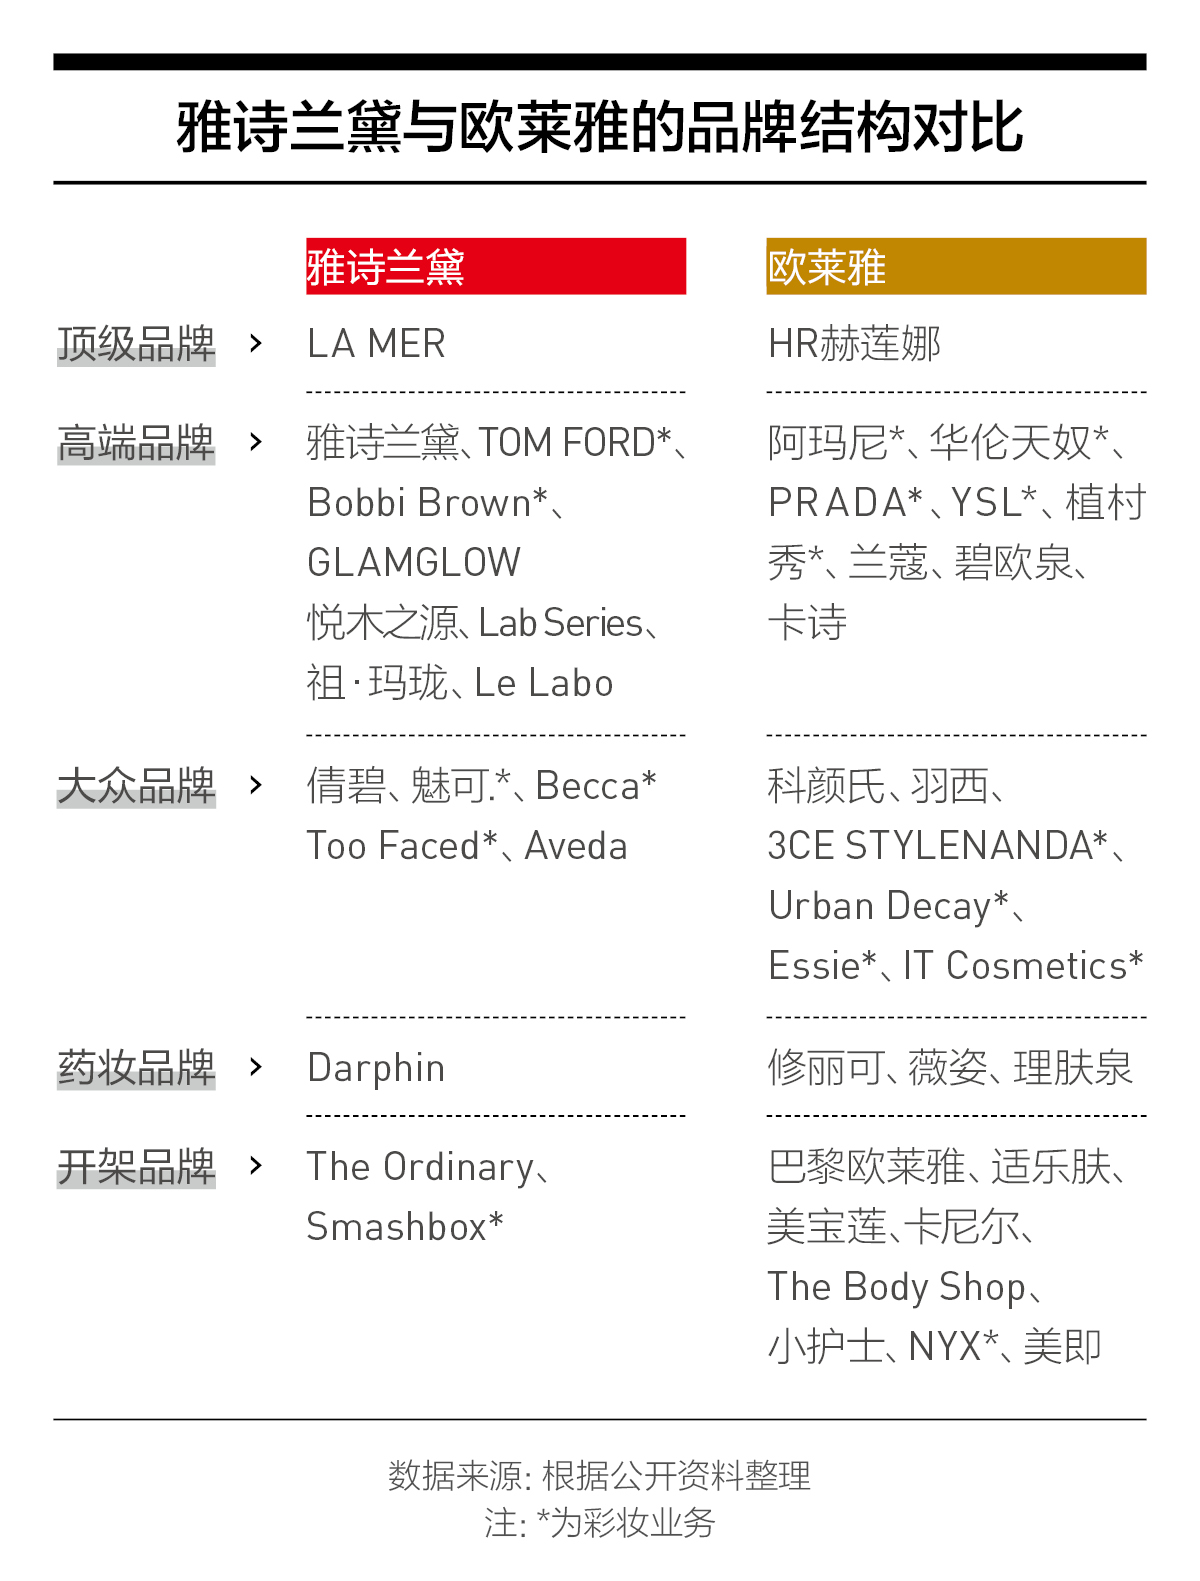 雅诗兰黛与欧莱雅的品牌结构对比
雅诗兰黛
欧莱雅
顶级品牌 >
LA MER
HR赫莲娜
高端品牌 >
雅诗兰黛、TOM FORD*、
Bobbi Brown*、
GLAMGLOW
悦木之源、Lab Series、
祖·玛珑、Le Labo
阿玛尼*、华伦天奴*、
PRADA*、YSL*、植村
秀*、兰蔻、碧欧泉、
卡诗
大众品牌 >
倩碧、魅可.*、Becca*
Too Faced*、Aveda
科颜氏、羽西、
3CE STYLENANDA*、
Urban Decay*、
Essie*、IT Cosmetics*
药妆品牌 >
Darphin
修丽可、薇姿、理肤泉
开架品牌 >
The Ordinary、
Smashbox*
巴黎欧莱雅、适乐肤、
美宝莲、卡尼尔、
The Body Shop、
小护士、NYX*、美即
数据来源: 根据公开资料整理
注: *为彩妆业务